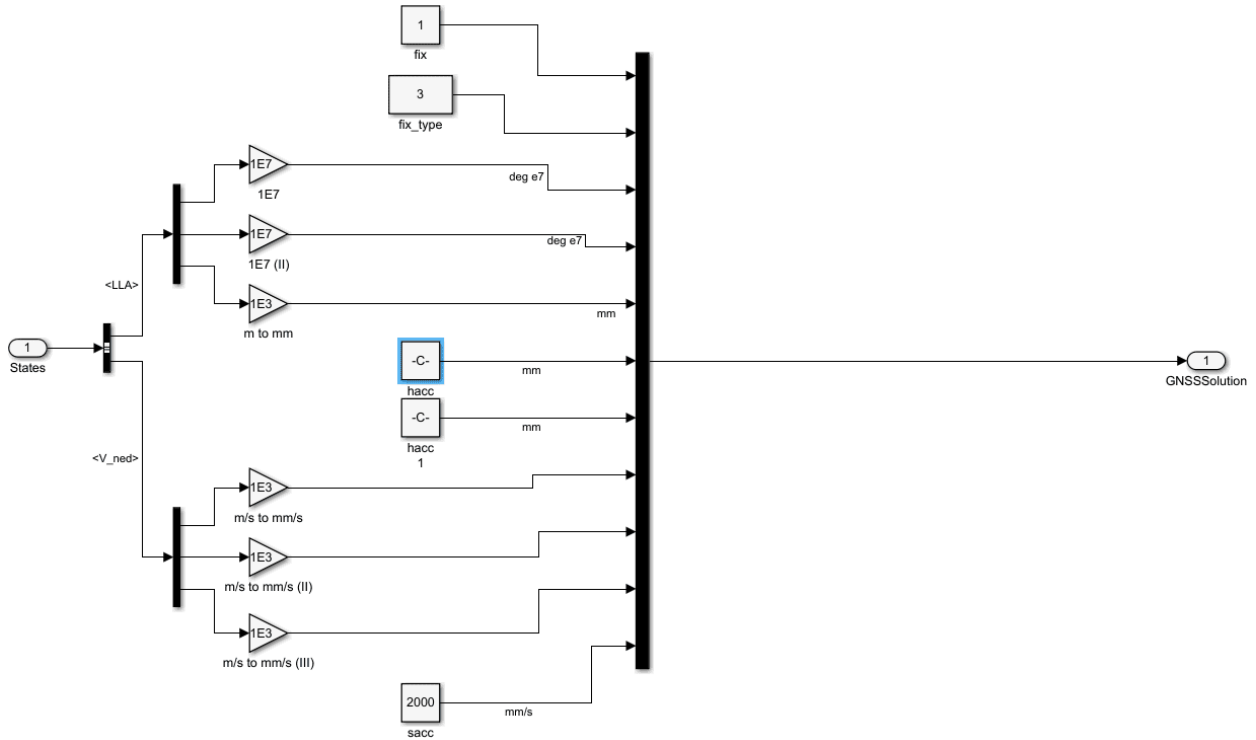 1
fix
3
fix_type
1E7
1E7
deg e7
1E7
1E7 (II)
deg e7
<LLA>
1E3
m to mm
mm
1
States
-C-
hacc
mm
1
GNSSSolution
-C-
hacc
1
mm
<V_ned>
1E3
m/s to mm/s
1E3
m/s to mm/s (II)
1E3
m/s to mm/s (III)
2000
sacc
mm/s